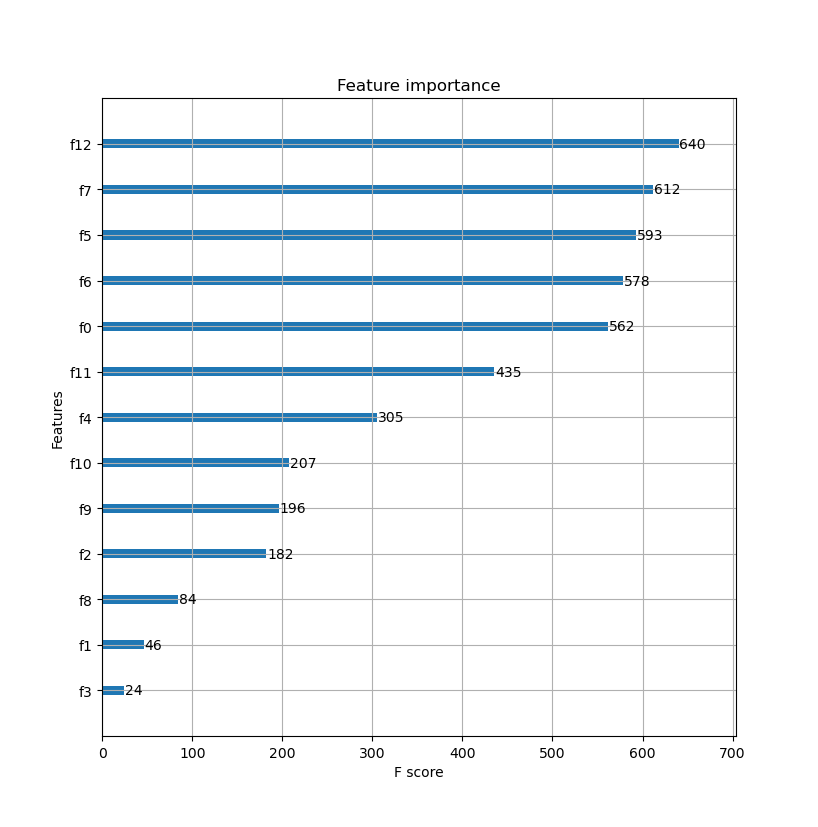 Feature importance
f12 640
f7 612
f5 593
f6 578
f0 562
f11 435
f4 305
f10 207
f9 196
f2 182
f8 84
f1 46
f3 24
Features
0 100 200 300 400 500 600 700
F score